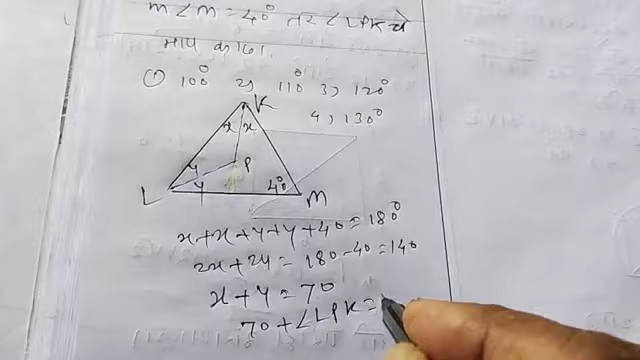 m∠M = 40° तर ∠LPK चे
माप काढा.
① 100° 2) 110° 3) 120°
4) 130°
K
x x
y P
L y 40° M
x+x+y+y+40=180°
2x+2y = 180-40=140
x+y=70
70+∠LPK=